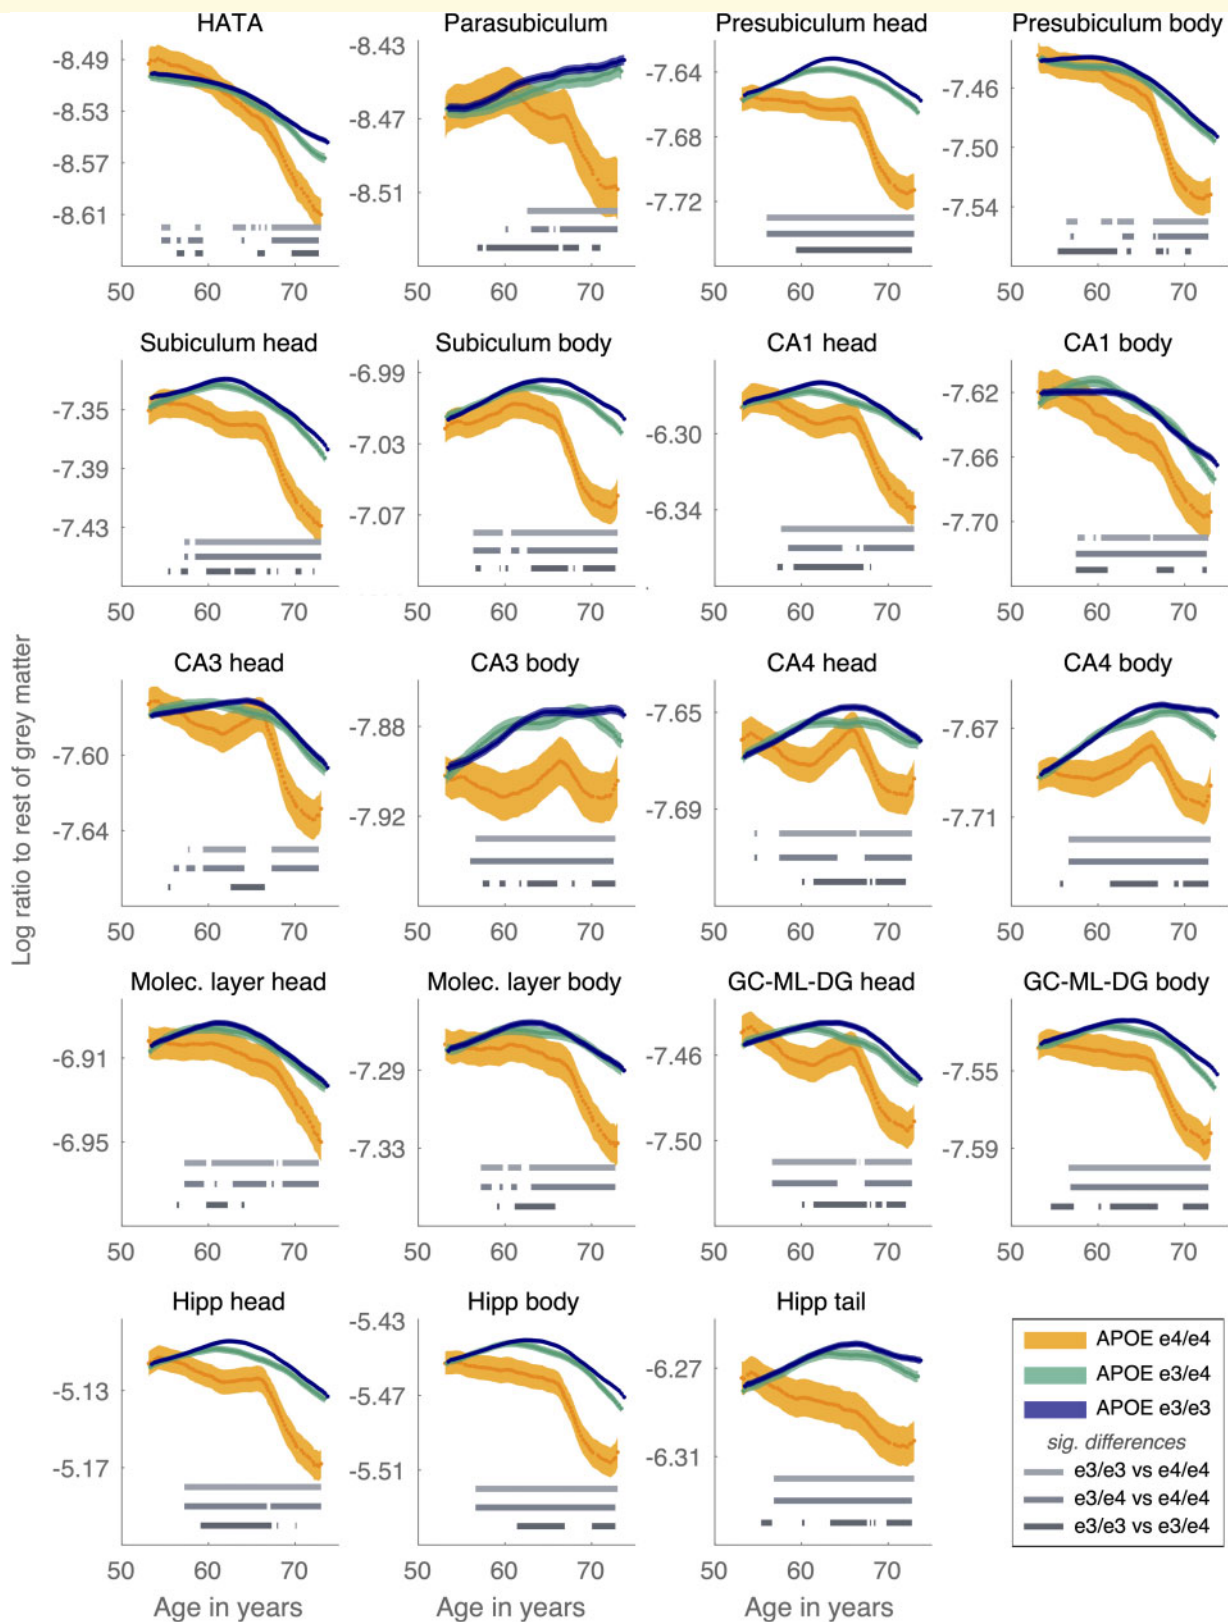 HATA Parasubiculum Presubiculum head Presubiculum body
-8.49 -8.53 -8.57 -8.61
-8.43 -8.47 -8.51
-7.64 -7.68 -7.72
-7.46 -7.50 -7.54
50 60 70 50 60 70 50 60 70 50 60 70
Subiculum head Subiculum body CA1 head CA1 body
-7.35 -7.39 -7.43
-6.99 -7.03 -7.07
-6.30 -6.34
-7.62 -7.66 -7.70
50 60 70 50 60 70 50 60 70 50 60 70
Log ratio to rest of grey matter
CA3 head CA3 body CA4 head CA4 body
-7.60 -7.64
-7.88 -7.92
-7.65 -7.69
-7.67 -7.71
50 60 70 50 60 70 50 60 70 50 60 70
Molec. layer head Molec. layer body GC-ML-DG head GC-ML-DG body
-6.91 -6.95
-7.29 -7.33
-7.46 -7.50
-7.55 -7.59
50 60 70 50 60 70 50 60 70 50 60 70
Hipp head Hipp body Hipp tail
-5.13 -5.17
-5.43 -5.47 -5.51
-6.27 -6.31
50 60 70 50 60 70 50 60 70
Age in years Age in years Age in years
APOE e4/e4
APOE e3/e4
APOE e3/e3
sig. differences
e3/e3 vs e4/e4
e3/e4 vs e4/e4
e3/e3 vs e3/e4